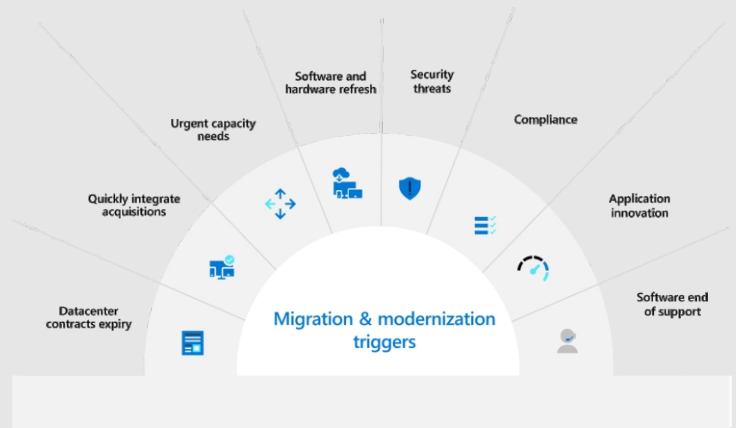 Software and
hardware refresh
Security
threats
Urgent capacity
needs
Compliance
Quickly integrate
acquisitions
Application
innovation
Datacenter
contracts expiry
Software end
of support
Migration & modernization
triggers